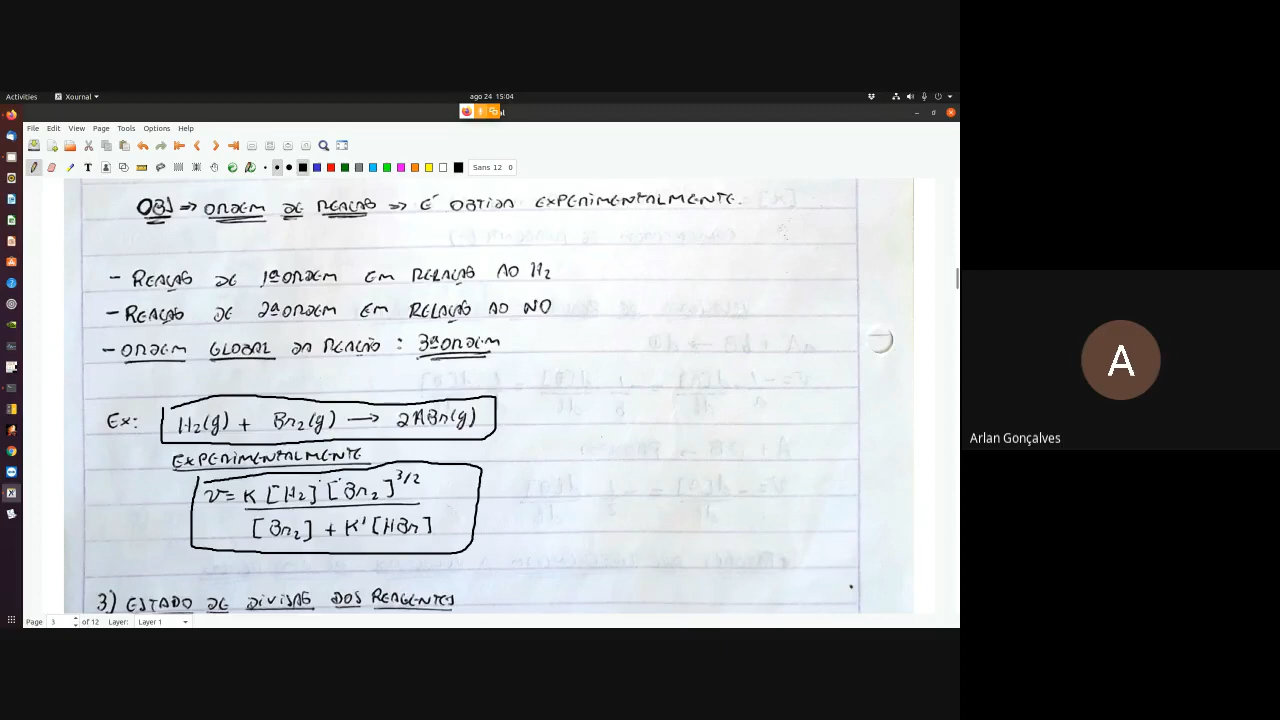 Activities Xournal ago 24 15:04
File Edit View Page Tools Options Help
Sans 12
OBS ⇒ ORDEM DE REAÇÃO ⇒ É OBTIDA EXPERIMENTALMENTE.
- REAÇÃO DE 1ª ORDEM EM RELAÇÃO AO H₂
- REAÇÃO DE 2ª ORDEM EM RELAÇÃO AO NO
- ORDEM GLOBAL DA REAÇÃO : 3ª ORDEM
Ex: H₂(g) + Br₂(g) → 2HBr(g)
EXPERIMENTALMENTE
v = K [H₂] [Br₂]^3/2
[Br₂] + K' [HBr]
3) ESTADO DE DIVISÃO DOS REAGENTES
Page 3 of 12 Layer: Layer 1
A
Arlan Gonçalves